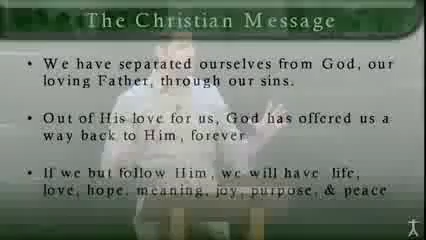 The Christian Message
• We have separated ourselves from God, our
loving Father, through our sins.
• Out of His love for us, God has offered us a
way back to Him, forever
• If we but follow Him, we will have life,
love, hope, meaning, joy, purpose, & peace